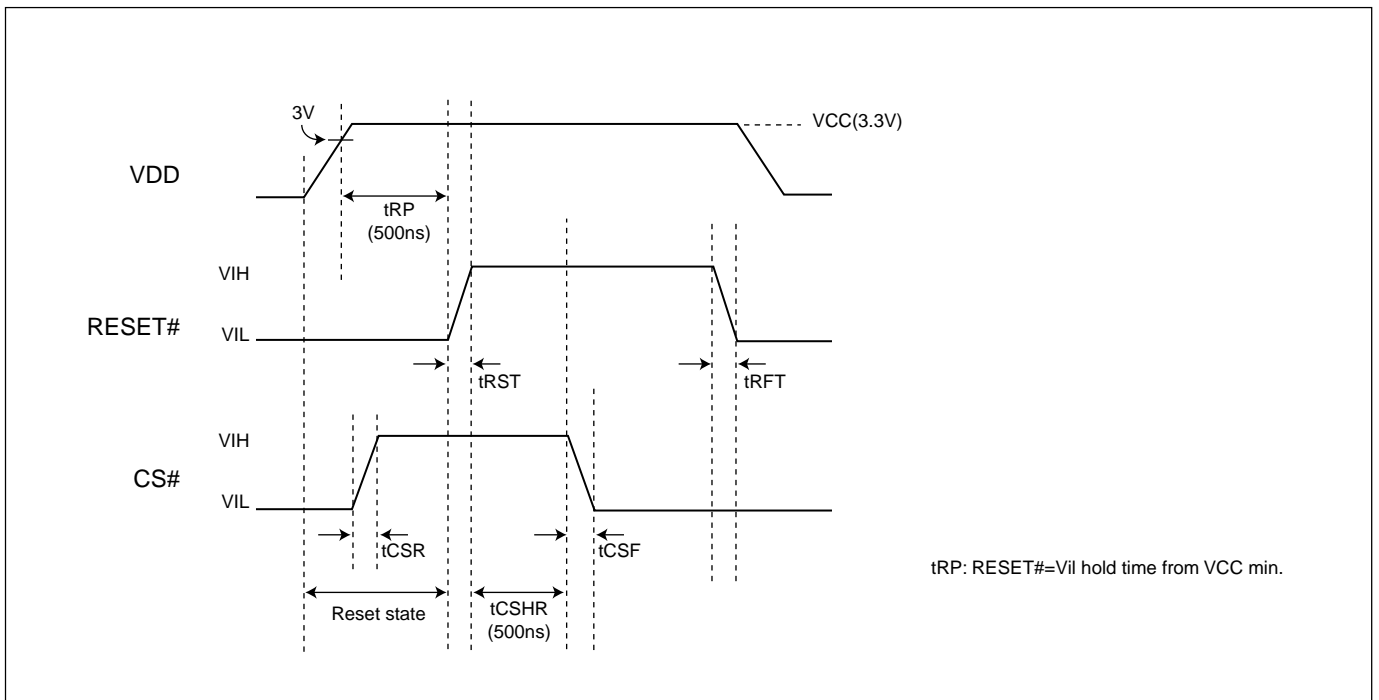 3V
VCC(3.3V)
VDD
tRP
(500ns)
VIH
RESET#
VIL
tRST
tRFT
VIH
CS#
VIL
tCSR
tCSF
tRP: RESET#=Vil hold time from VCC min.
Reset state
tCSHR
(500ns)